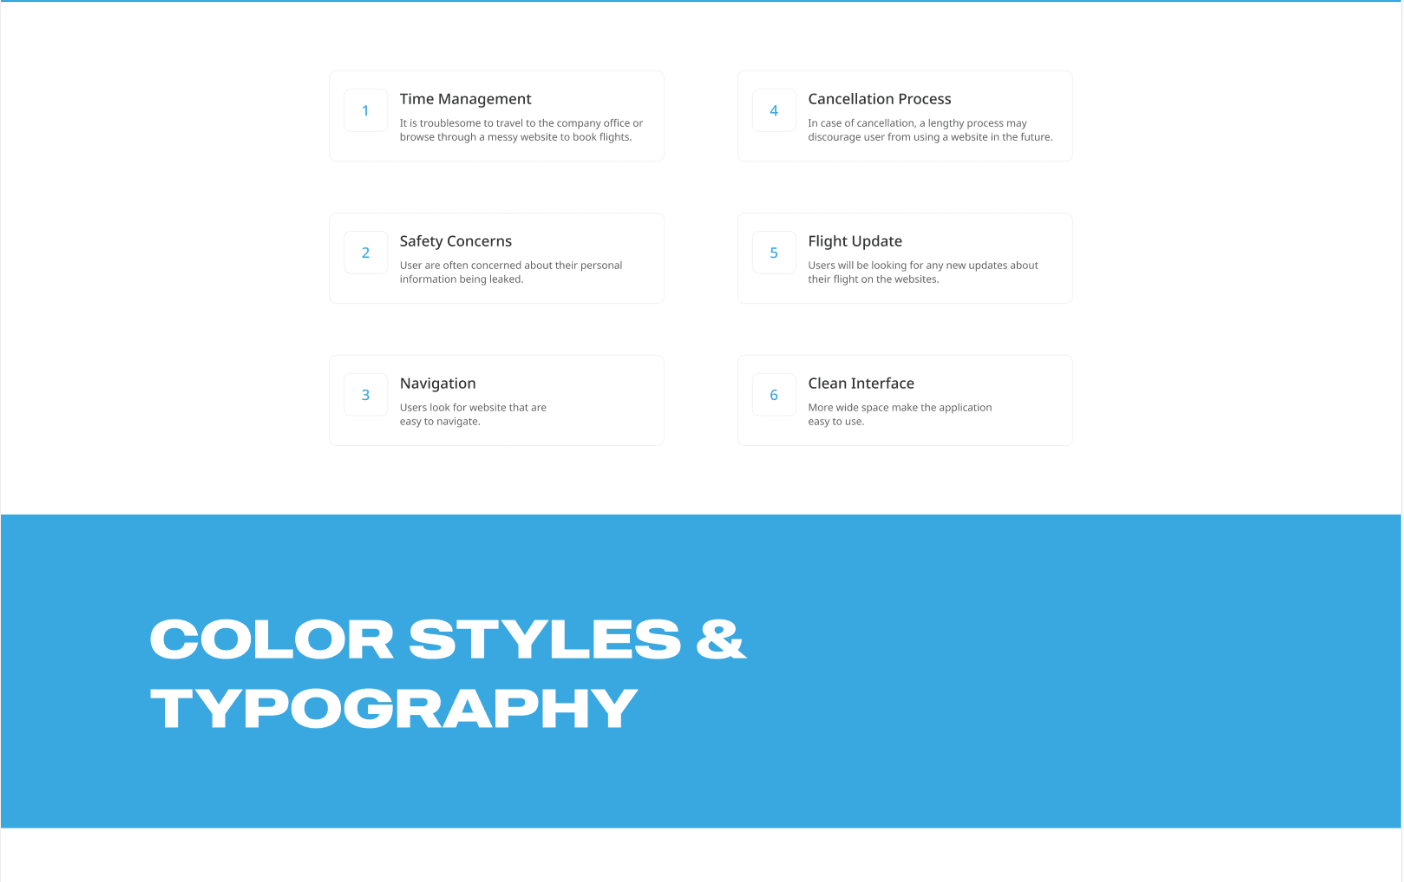 1
Time Management
It is troublesome to travel to the company office or
browse through a messy website to book flights.
2
Safety Concerns
User are often concerned about their personal
information being leaked.
3
Navigation
Users look for website that are
easy to navigate.
4
Cancellation Process
In case of cancellation, a lengthy process may
discourage user from using a website in the future.
5
Flight Update
Users will be looking for any new updates about
their flight on the websites.
6
Clean Interface
More wide space make the application
easy to use.
COLOR STYLES &
TYPOGRAPHY